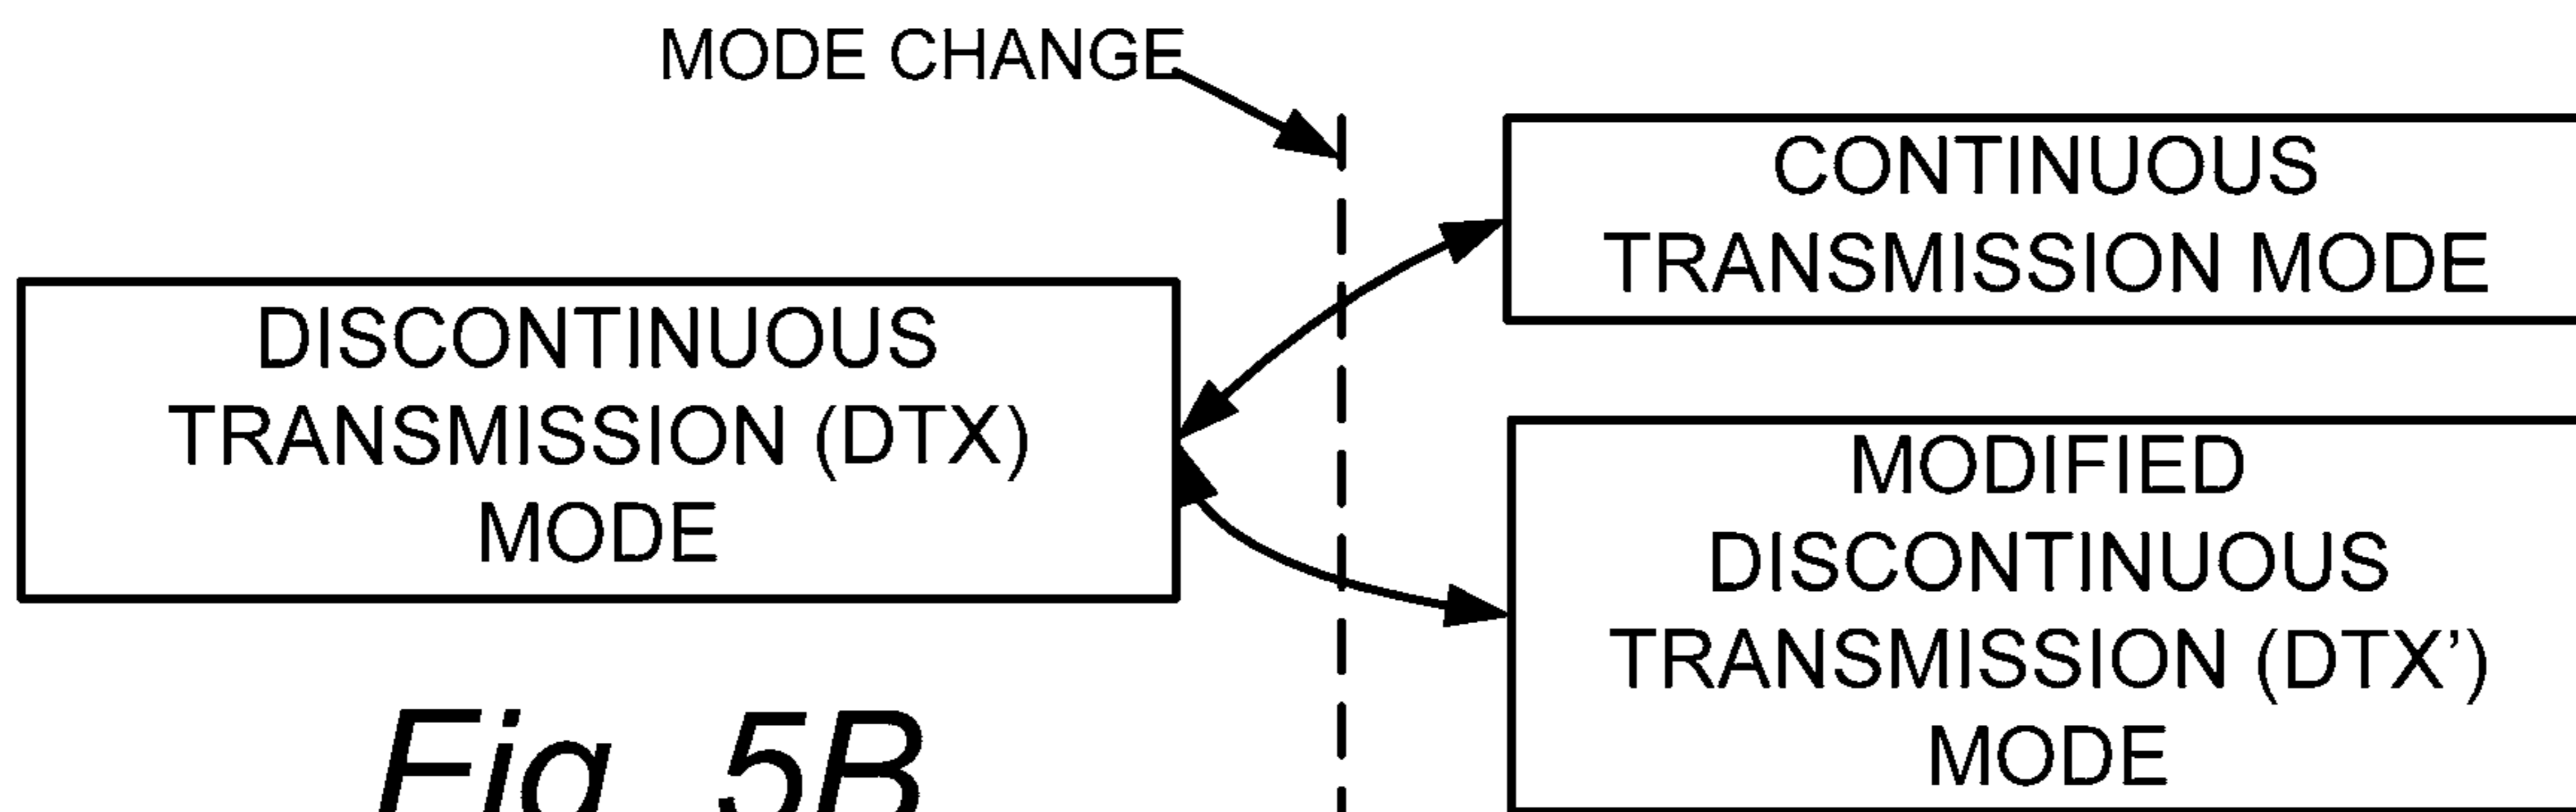 MODE CHANGE
CONTINUOUS
TRANSMISSION MODE
DISCONTINUOUS
TRANSMISSION (DTX)
MODE
MODIFIED
DISCONTINUOUS
TRANSMISSION (DTX’)
MODE
Fig. 5B